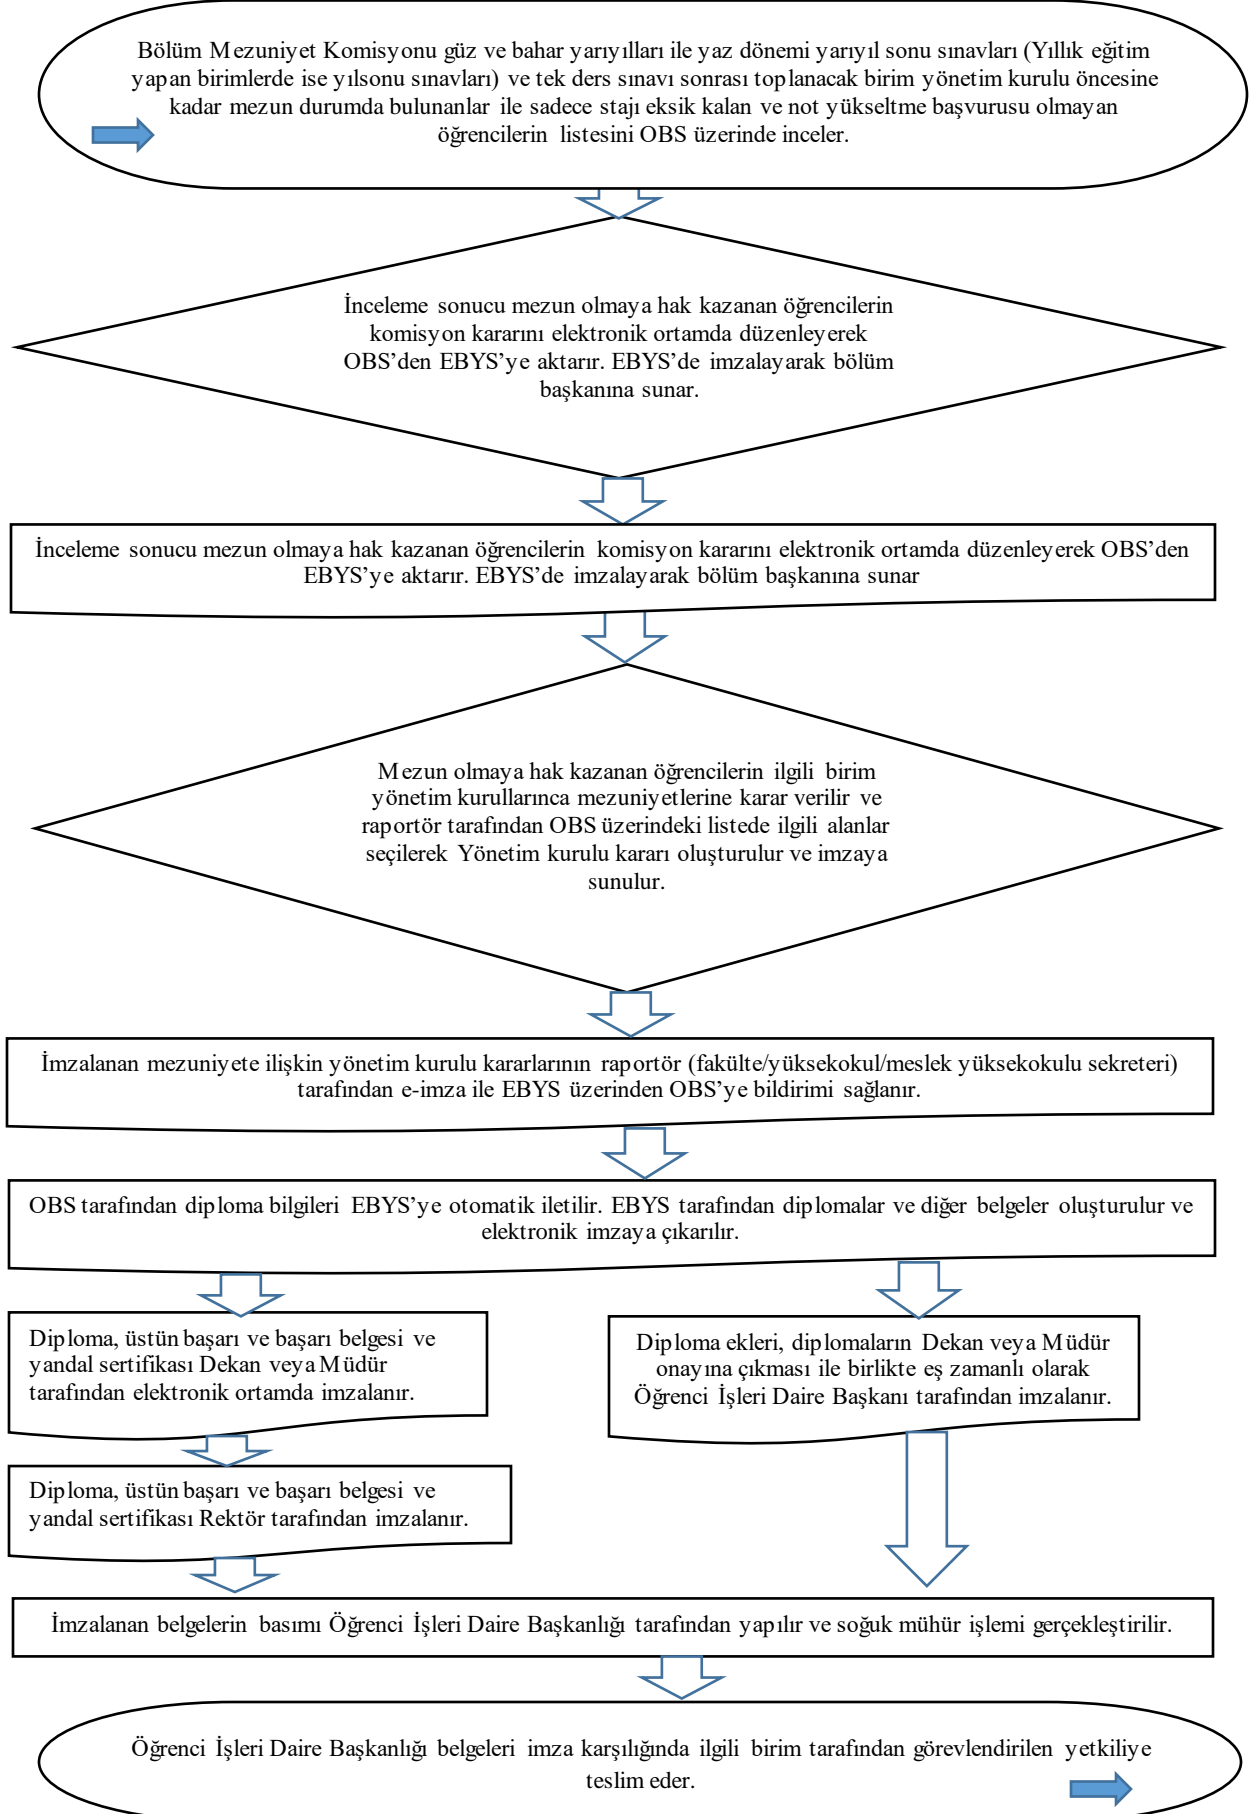 Bölüm Mezuniyet Komisyonu güz ve bahar yarıyılları ile yaz dönemi yarıyıl sonu sınavları (Yıllık eğitim
yapan birimlerde ise yılsonu sınavları) ve tek ders sınavı sonrası toplanacak birim yönetim kurulu öncesine
kadar mezun durumda bulunanlar ile sadece stajı eksik kalan ve not yükseltme başvurusu olmayan
öğrencilerin listesini OBS üzerinde inceler.
İnceleme sonucu mezun olmaya hak kazanan öğrencilerin
komisyon kararını elektronik ortamda düzenleyerek
OBS’den EBYS’ye aktarır. EBYS’de imzalayarak bölüm
başkanına sunar.
İnceleme sonucu mezun olmaya hak kazanan öğrencilerin komisyon kararını elektronik ortamda düzenleyerek OBS’den
EBYS’ye aktarır. EBYS’de imzalayarak bölüm başkanına sunar
Mezun olmaya hak kazanan öğrencilerin ilgili birim
yönetim kurullarınca mezuniyetlerine karar verilir ve
raportör tarafından OBS üzerindeki listede ilgili alanlar
seçilerek Yönetim kurulu kararı oluşturulur ve imzaya
sunulur.
İmzalanan mezuniyete ilişkin yönetim kurulu kararlarının raportör (fakülte/yüksekokul/meslek yüksekokulu sekreteri)
tarafından e-imza ile EBYS üzerinden OBS’ye bildirimi sağlanır.
OBS tarafından diploma bilgileri EBYS’ye otomatik iletilir. EBYS tarafından diplomalar ve diğer belgeler oluşturulur ve
elektronik imzaya çıkarılır.
Diploma, üstün başarı ve başarı belgesi ve
yandal sertifikası Dekan veya Müdür
tarafından elektronik ortamda imzalanır.
Diploma ekleri, diplomaların Dekan veya Müdür
onayına çıkması ile birlikte eş zamanlı olarak
Öğrenci İşleri Daire Başkanı tarafından imzalanır.
Diploma, üstün başarı ve başarı belgesi ve
yandal sertifikası Rektör tarafından imzalanır.
İmzalanan belgelerin basımı Öğrenci İşleri Daire Başkanlığı tarafından yapılır ve soğuk mühür işlemi gerçekleştirilir.
Öğrenci İşleri Daire Başkanlığı belgeleri imza karşılığında ilgili birim tarafından görevlendirilen yetkiliye
teslim eder.